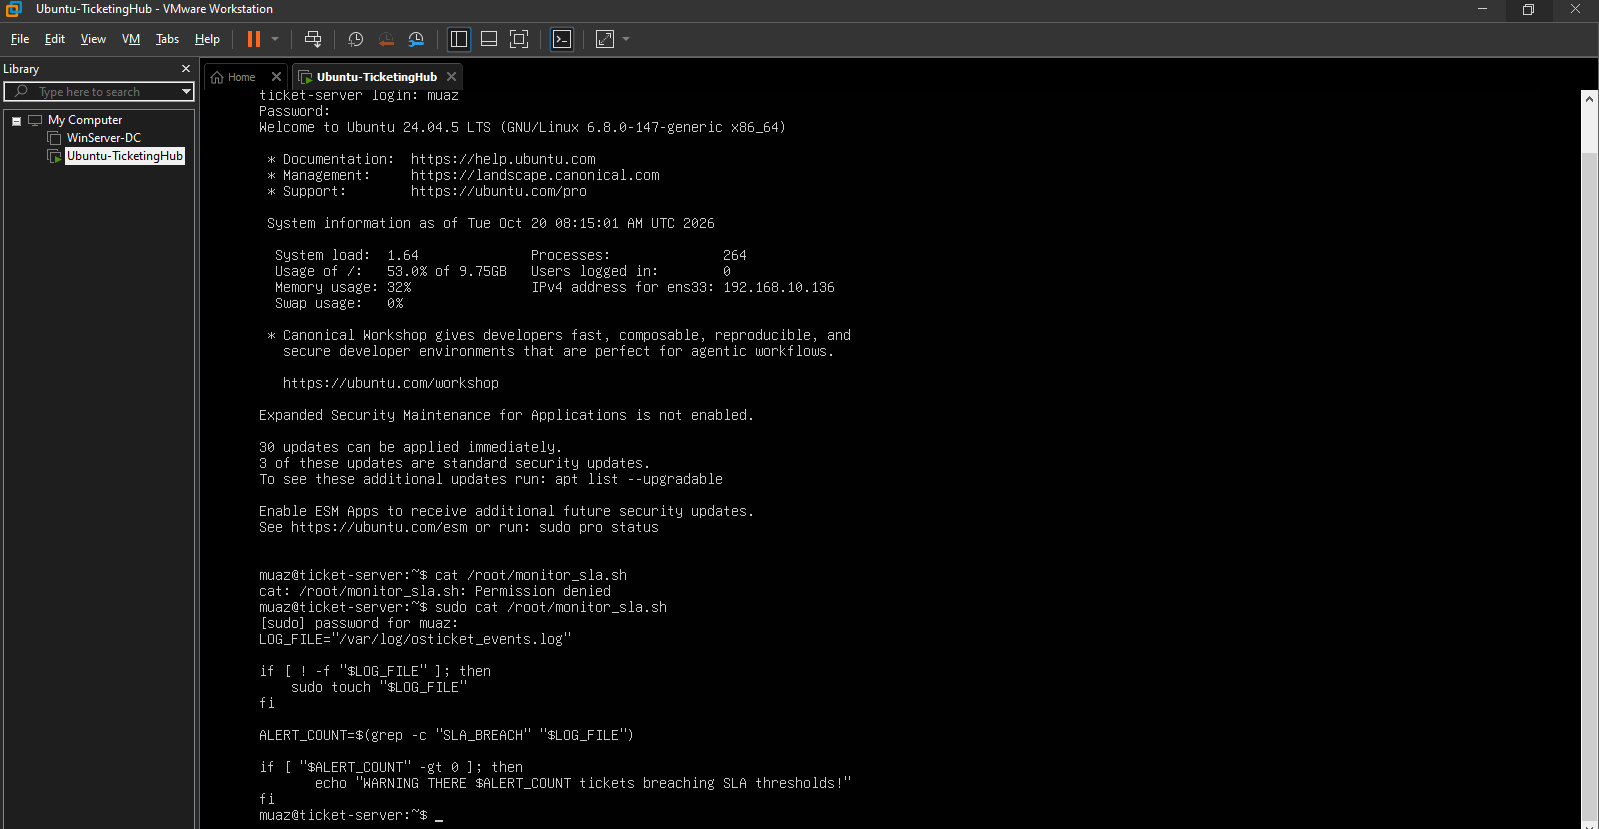 Ubuntu-TicketingHub - VMware Workstation
File Edit View VM Tabs Help
Library
Home
Ubuntu-TicketingHub
Type here to search
My Computer
WinServer-DC
Ubuntu-TicketingHub
ticket-server login: muaz
Password:
Welcome to Ubuntu 24.04.5 LTS (GNU/Linux 6.8.0-147-generic x86_64)
* Documentation: https://help.ubuntu.com
* Management: https://landscape.canonical.com
* Support: https://ubuntu.com/pro
System information as of Tue Oct 20 08:15:01 AM UTC 2026
System load: 1.64 Processes: 264
Usage of /: 53.0% of 9.75GB Users logged in: 0
Memory usage: 32% IPv4 address for ens33: 192.168.10.136
Swap usage: 0%
* Canonical Workshop gives developers fast, composable, reproducible, and
secure developer environments that are perfect for agentic workflows.
https://ubuntu.com/workshop
Expanded Security Maintenance for Applications is not enabled.
30 updates can be applied immediately.
3 of these updates are standard security updates.
To see these additional updates run: apt list --upgradable
Enable ESM Apps to receive additional future security updates.
See https://ubuntu.com/esm or run: sudo pro status
muaz@ticket-server:~$ cat /root/monitor_sla.sh
cat: /root/monitor_sla.sh: Permission denied
muaz@ticket-server:~$ sudo cat /root/monitor_sla.sh
[sudo] password for muaz:
LOG_FILE="/var/log/osticket_events.log"
if [ ! -f "$LOG_FILE" ]; then
sudo touch "$LOG_FILE"
fi
ALERT_COUNT=$(grep -c "SLA_BREACH" "$LOG_FILE")
if [ "$ALERT_COUNT" -gt 0 ]; then
echo "WARNING THERE $ALERT_COUNT tickets breaching SLA thresholds!"
fi
muaz@ticket-server:~$ _